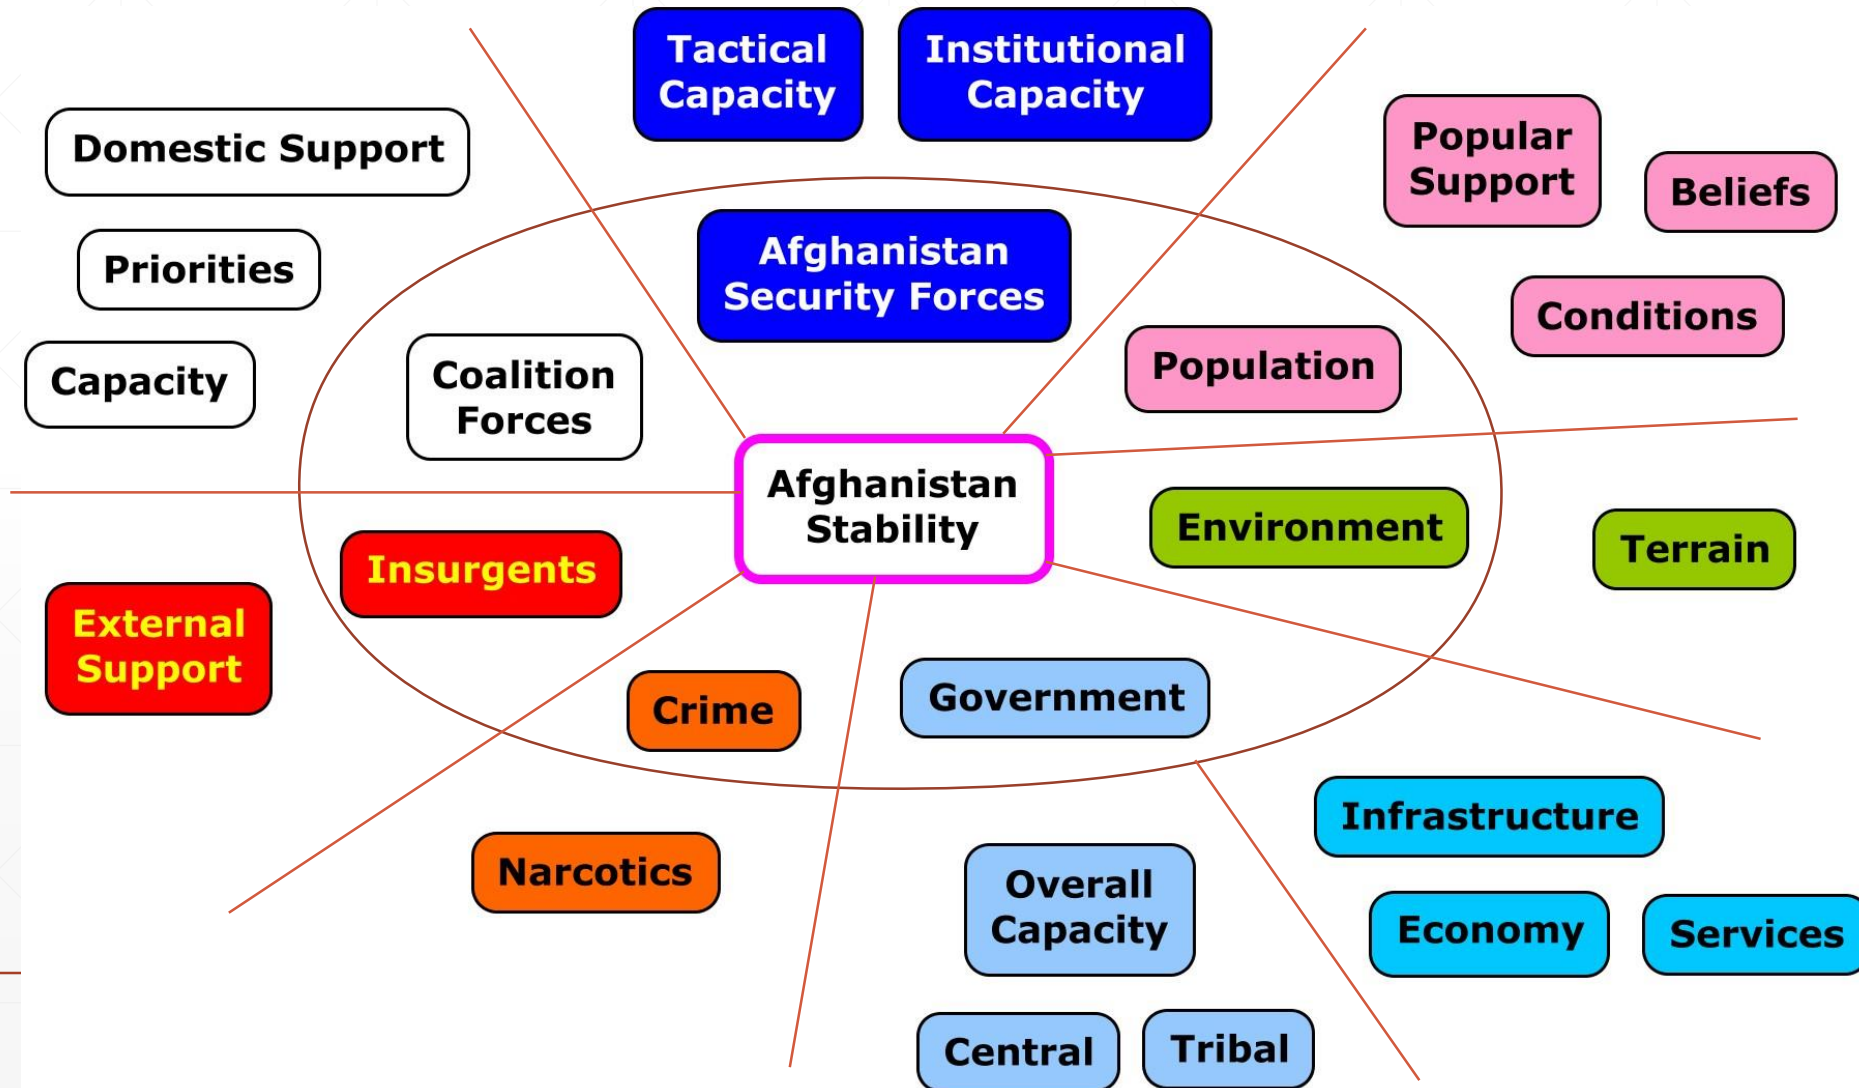 Tactical
Capacity
Institutional
Capacity
Domestic Support
Popular
Support
Beliefs
Priorities
Afghanistan
Security Forces
Conditions
Capacity
Coalition
Forces
Population
Afghanistan
Stability
Environment
Terrain
Insurgents
External
Support
Crime
Government
Infrastructure
Narcotics
Overall
Capacity
Economy
Services
Central
Tribal